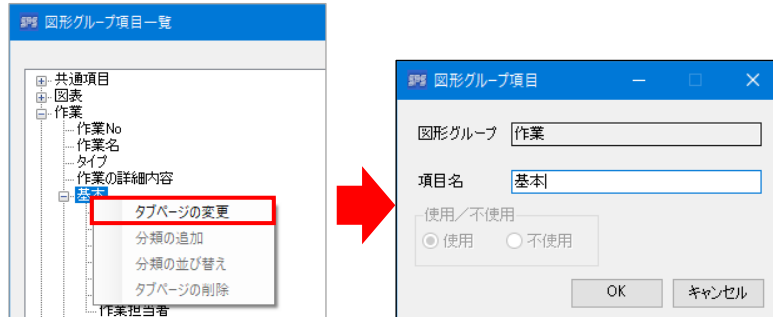 SPS 図形グループ項目一覧
共通項目
図表
作業
作業No
作業名
タイプ
作業の詳細内容
基本
タブページの変更
分類の追加
分類の並び替え
タブページの削除
作業担当者
SPS 図形グループ項目
図形グループ 作業
項目名 基本
使用／不使用
使用 不使用
OK キャンセル